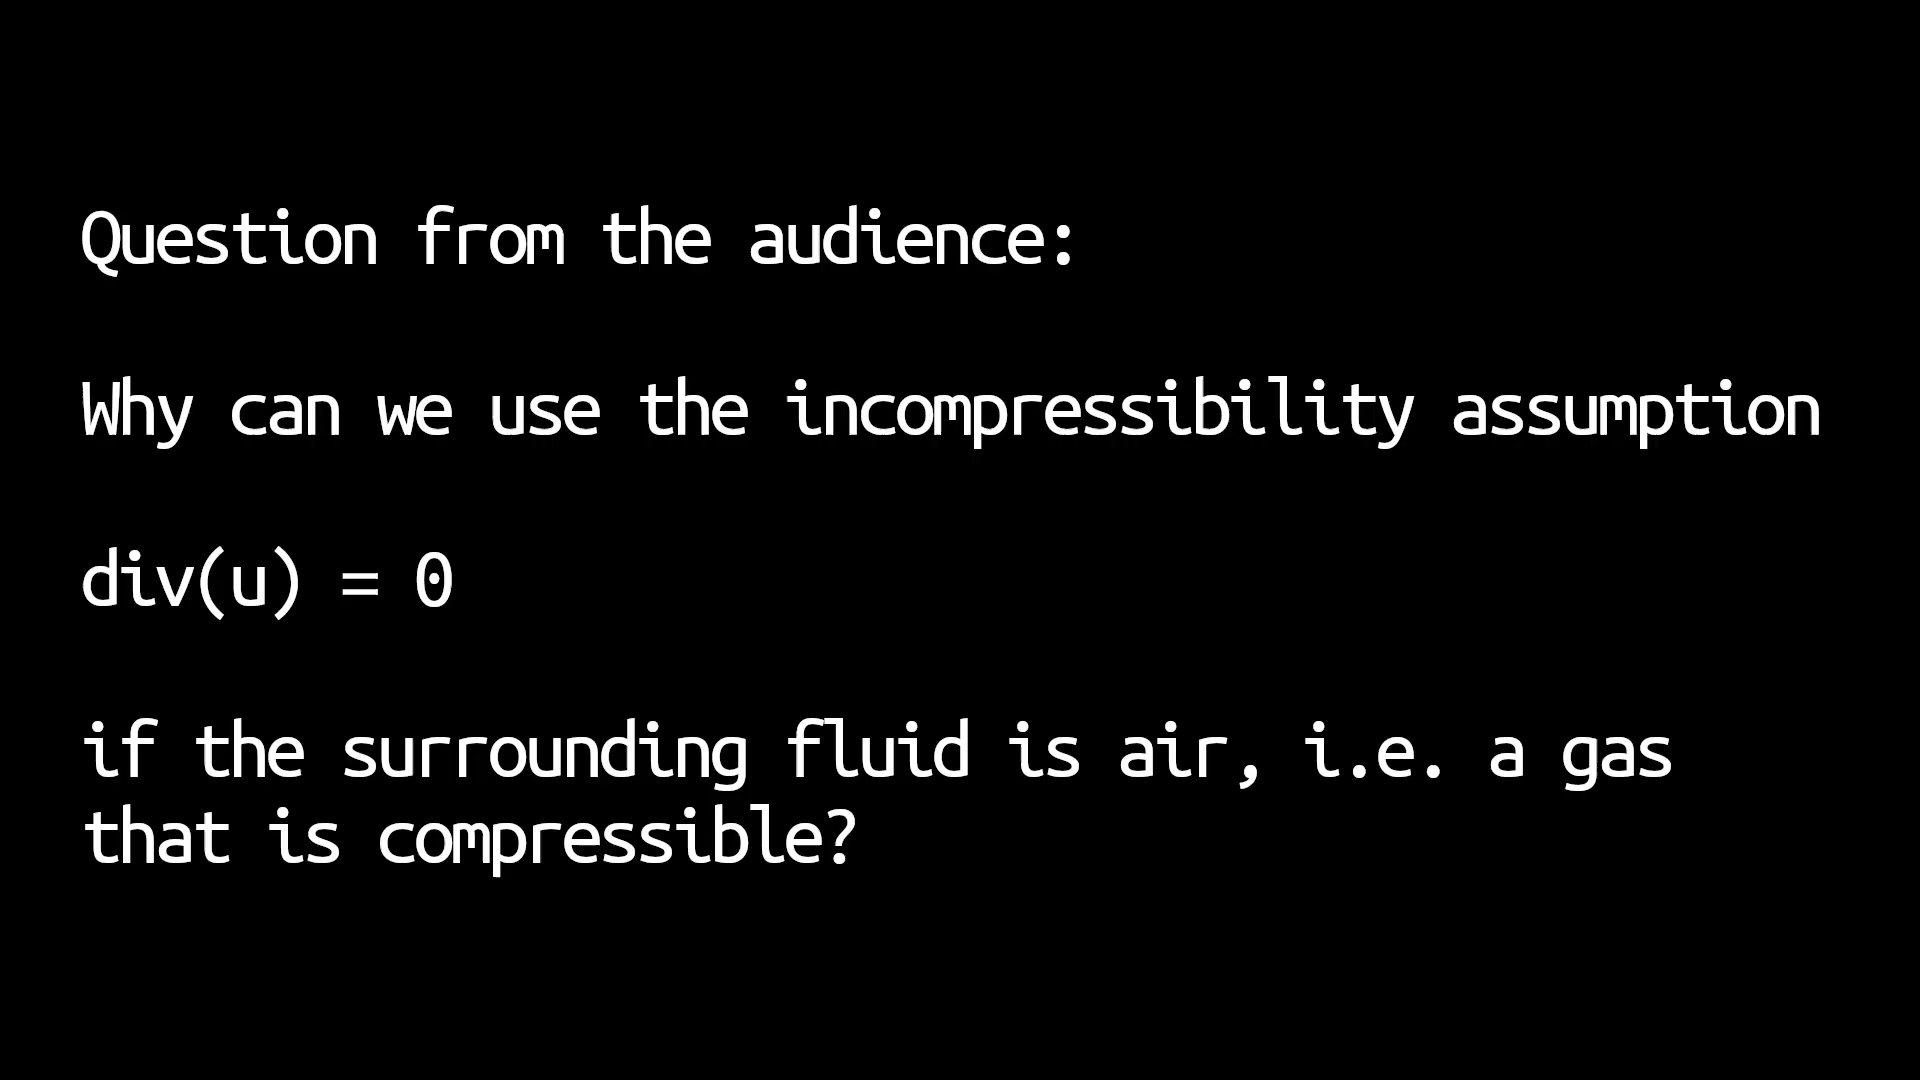 Question from the audience:
Why can we use the incompressibility assumption
div(u) = 0
if the surrounding fluid is air, i.e. a gas
that is compressible?